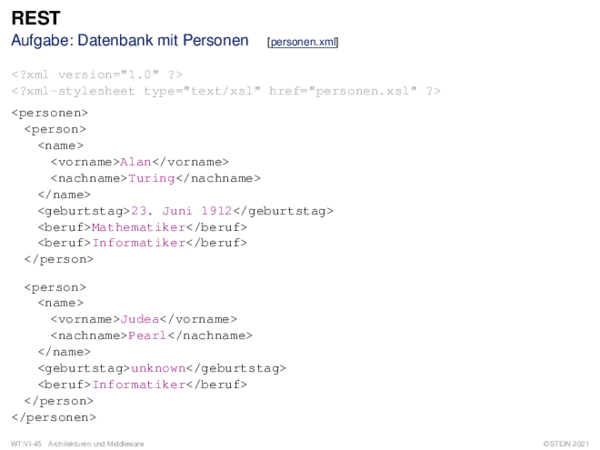 REST
Aufgabe: Datenbank mit Personen [personen.xml]
<?xml version="1.0" ?>
<?xml-stylesheet type="text/xsl" href="personen.xsl" ?>
<personen>
<person>
<name>
<vorname>Alan</vorname>
<nachname>Turing</nachname>
</name>
<geburtstag>23. Juni 1912</geburtstag>
<beruf>Mathematiker</beruf>
<beruf>Informatiker</beruf>
</person>
<person>
<name>
<vorname>Judea</vorname>
<nachname>Pearl</nachname>
</name>
<geburtstag>unknown</geburtstag>
<beruf>Informatiker</beruf>
</person>
</personen>
WT:VI-45 Architekturen und Middleware ©STEIN 2021